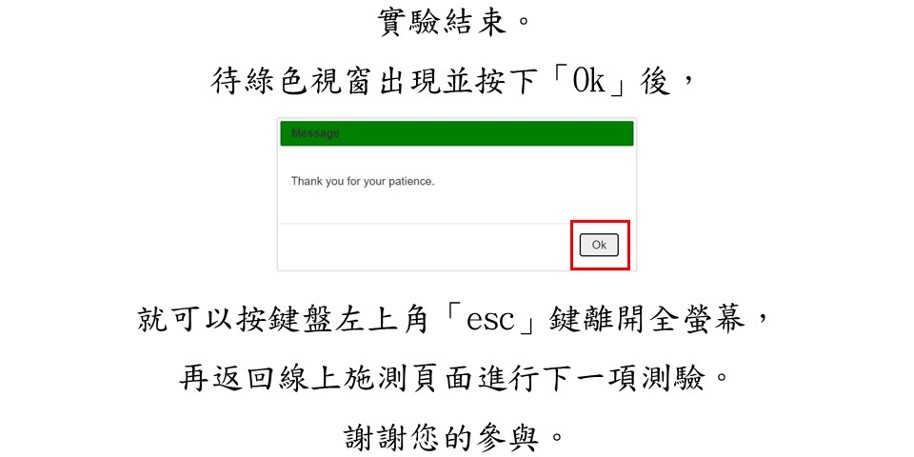 實驗結束。
待綠色視窗出現並按下「Ok」後，
Message
Thank you for your patience.
Ok
就可以按鍵盤左上角「esc」鍵離開全螢幕，
再返回線上施測頁面進行下一項測驗。
謝謝您的參與。